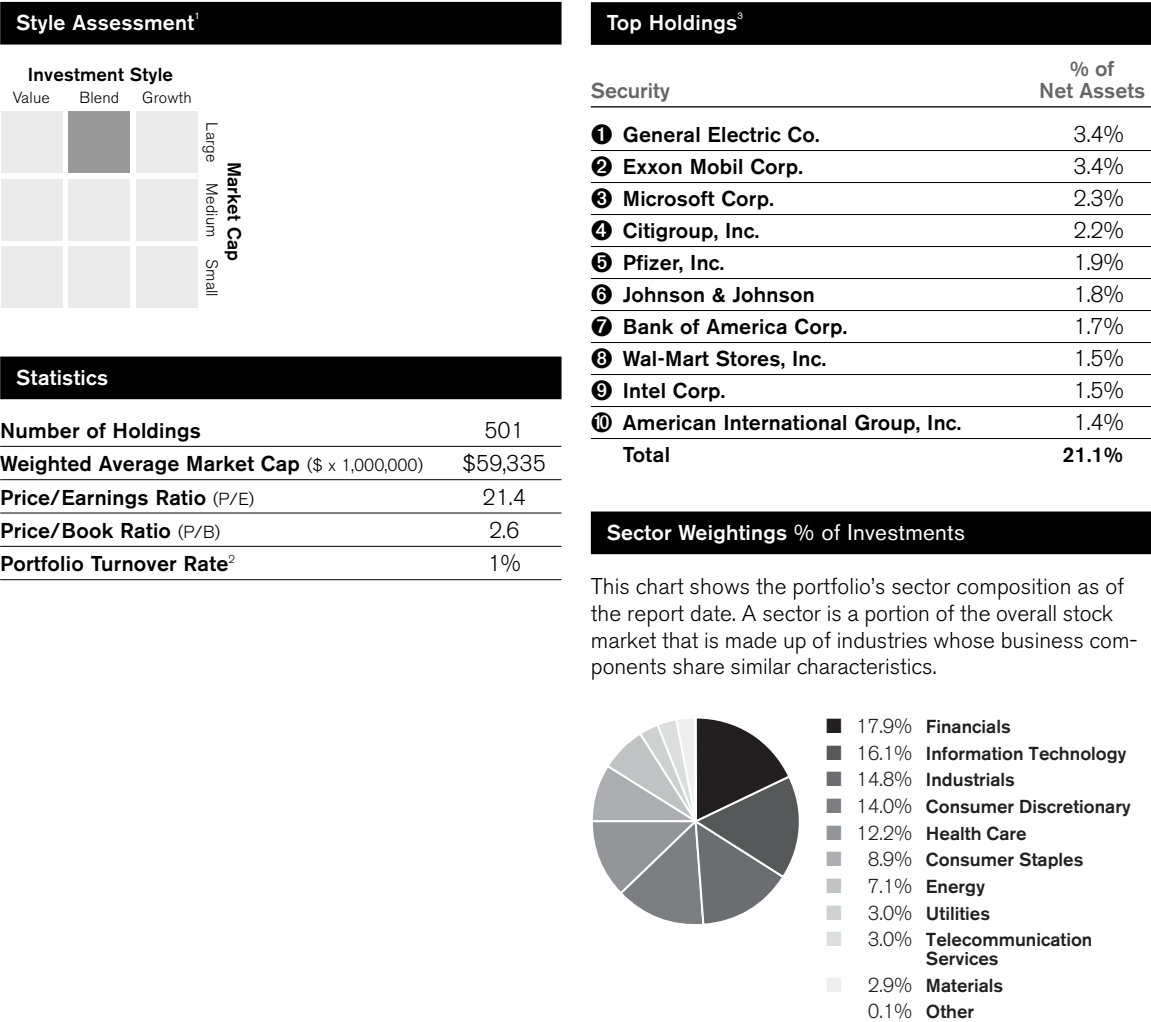 Style Assessment1
Investment Style
Value Blend Growth
Large
Medium
Small
Market Cap
Statistics
Number of Holdings 501
Weighted Average Market Cap ($ x 1,000,000) $59,335
Price/Earnings Ratio (P/E) 21.4
Price/Book Ratio (P/B) 2.6
Portfolio Turnover Rate2 1%
Top Holdings3
Security % of Net Assets
1 General Electric Co. 3.4%
2 Exxon Mobil Corp. 3.4%
3 Microsoft Corp. 2.3%
4 Citigroup, Inc. 2.2%
5 Pfizer, Inc. 1.9%
6 Johnson & Johnson 1.8%
7 Bank of America Corp. 1.7%
8 Wal-Mart Stores, Inc. 1.5%
9 Intel Corp. 1.5%
10 American International Group, Inc. 1.4%
Total 21.1%
Sector Weightings % of Investments
This chart shows the portfolio's sector composition as of
the report date. A sector is a portion of the overall stock
market that is made up of industries whose business com-
ponents share similar characteristics.
17.9% Financials
16.1% Information Technology
14.8% Industrials
14.0% Consumer Discretionary
12.2% Health Care
8.9% Consumer Staples
7.1% Energy
3.0% Utilities
3.0% Telecommunication
Services
2.9% Materials
0.1% Other